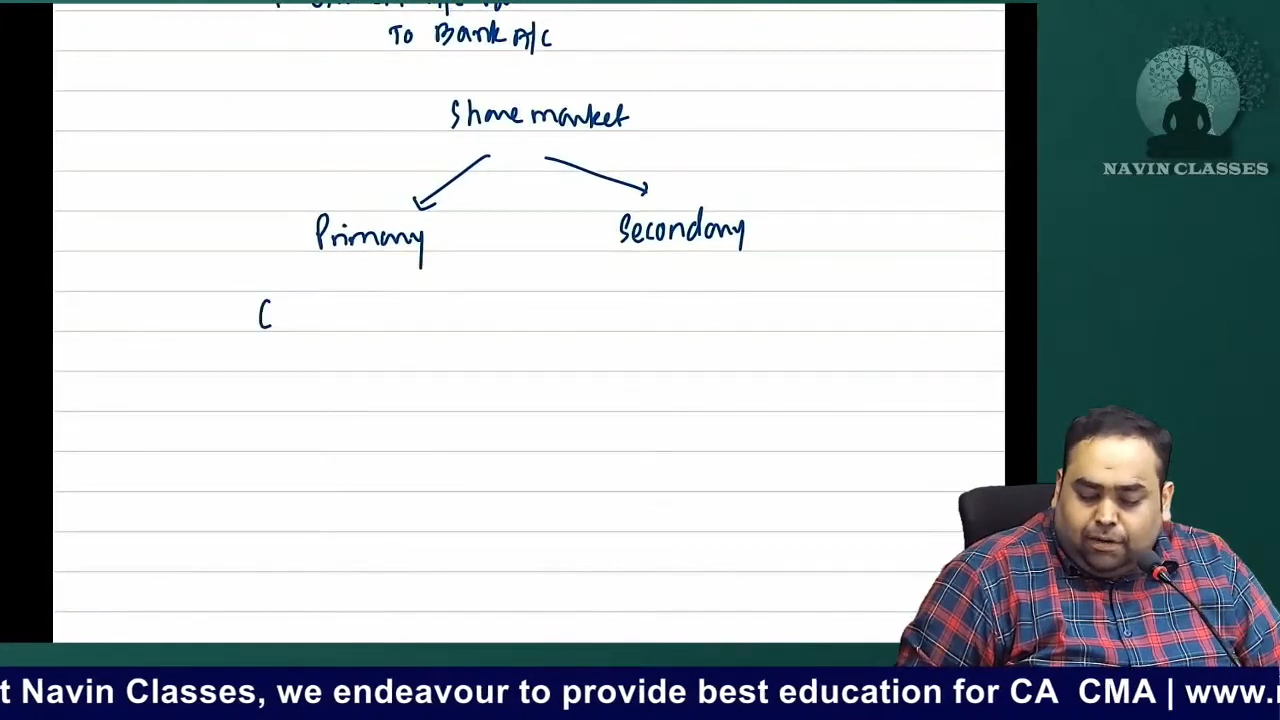 To Bank A/C
Share market
Primary
Secondary
C
NAVIN CLASSES
t Navin Classes, we endeavour to provide best education for CA CMA | www.i